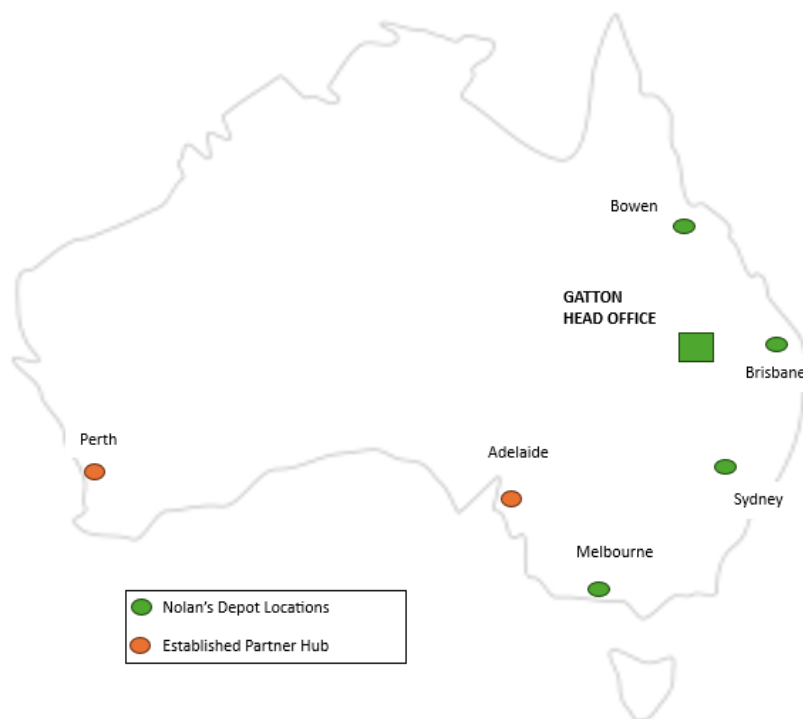 Bowen
GATTON
HEAD OFFICE
Brisbane
Perth
Adelaide
Sydney
Melbourne
Nolan's Depot Locations
Established Partner Hub